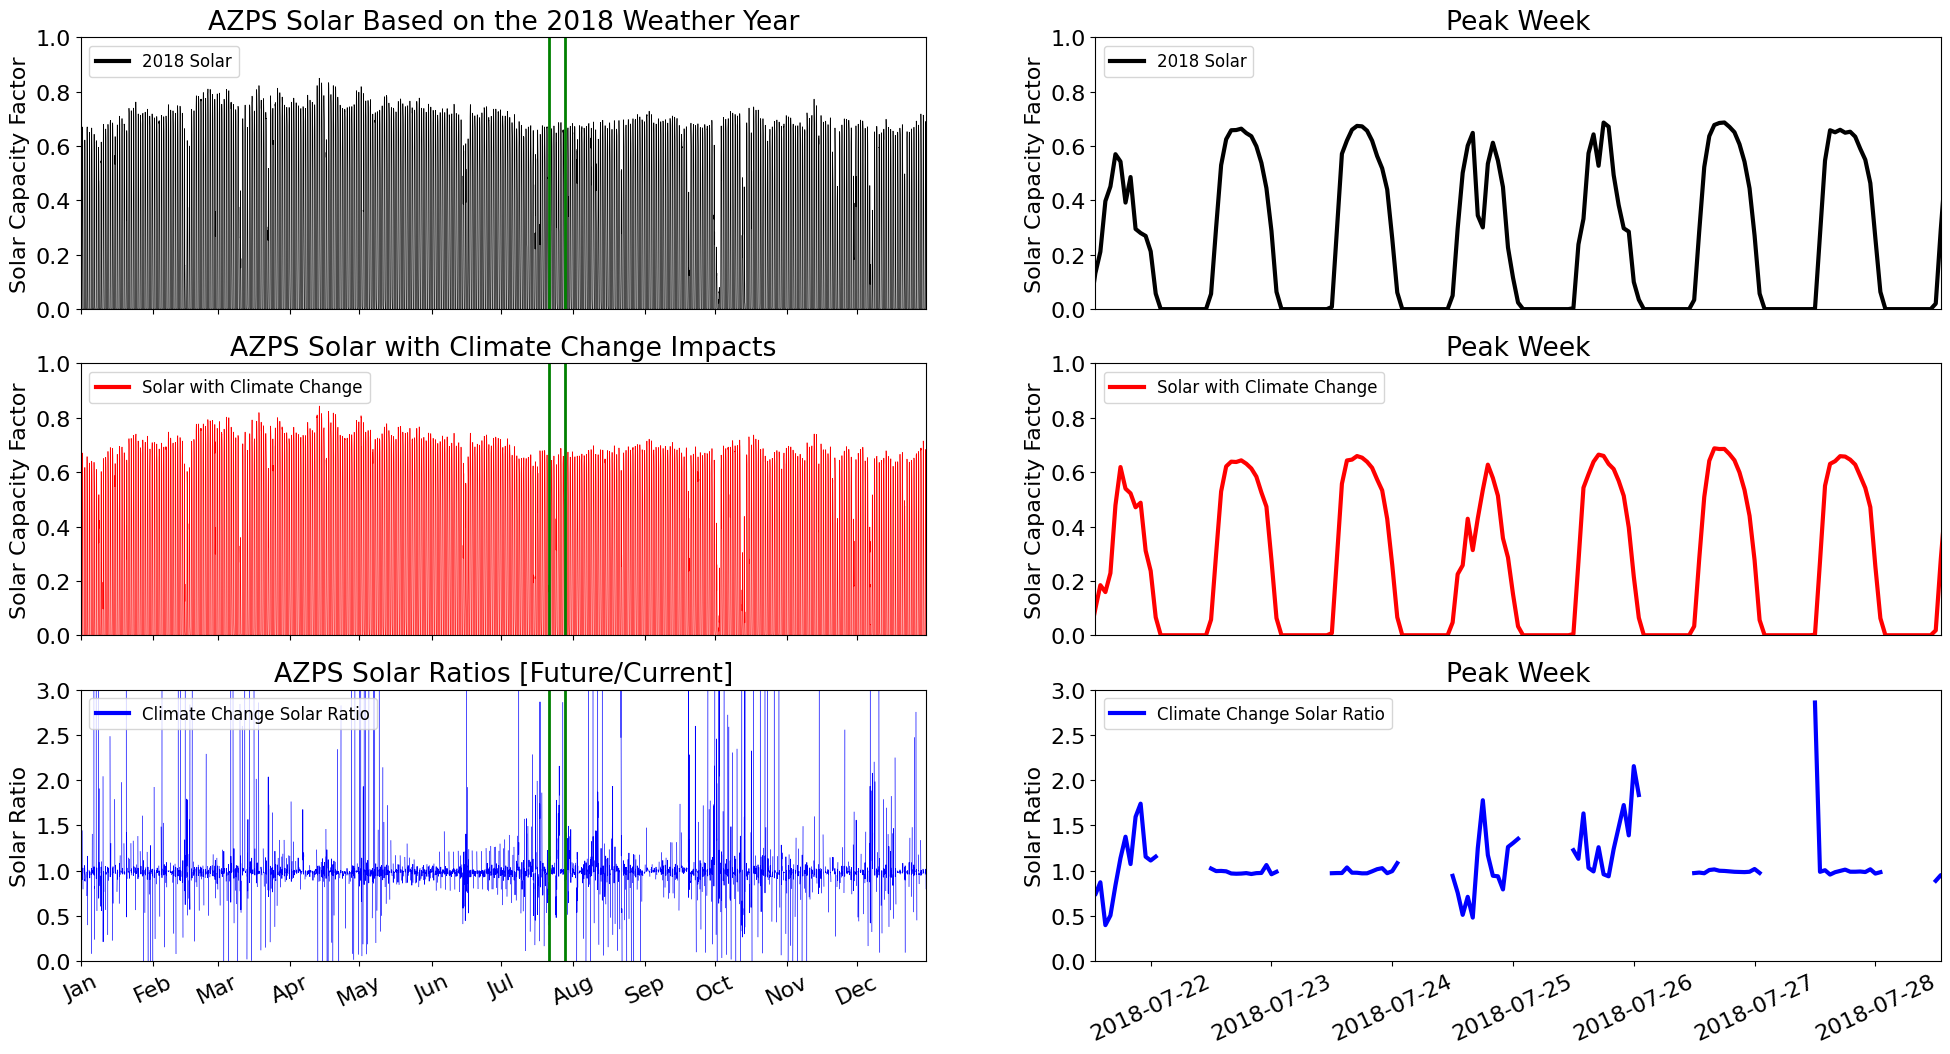 AZPS Solar Based on the 2018 Weather Year
Solar Capacity Factor
1.0
0.8
0.6
0.4
0.2
0.0
2018 Solar
Peak Week
Solar Capacity Factor
1.0
0.8
0.6
0.4
0.2
0.0
2018 Solar
AZPS Solar with Climate Change Impacts
Solar Capacity Factor
1.0
0.8
0.6
0.4
0.2
0.0
Solar with Climate Change
Peak Week
Solar Capacity Factor
1.0
0.8
0.6
0.4
0.2
0.0
Solar with Climate Change
AZPS Solar Ratios [Future/Current]
Solar Ratio
3.0
2.5
2.0
1.5
1.0
0.5
0.0
Climate Change Solar Ratio
Jan
Feb
Mar
Apr
May
Jun
Jul
Aug
Sep
Oct
Nov
Dec
Peak Week
Solar Ratio
3.0
2.5
2.0
1.5
1.0
0.5
0.0
Climate Change Solar Ratio
2018-07-22
2018-07-23
2018-07-24
2018-07-25
2018-07-26
2018-07-27
2018-07-28